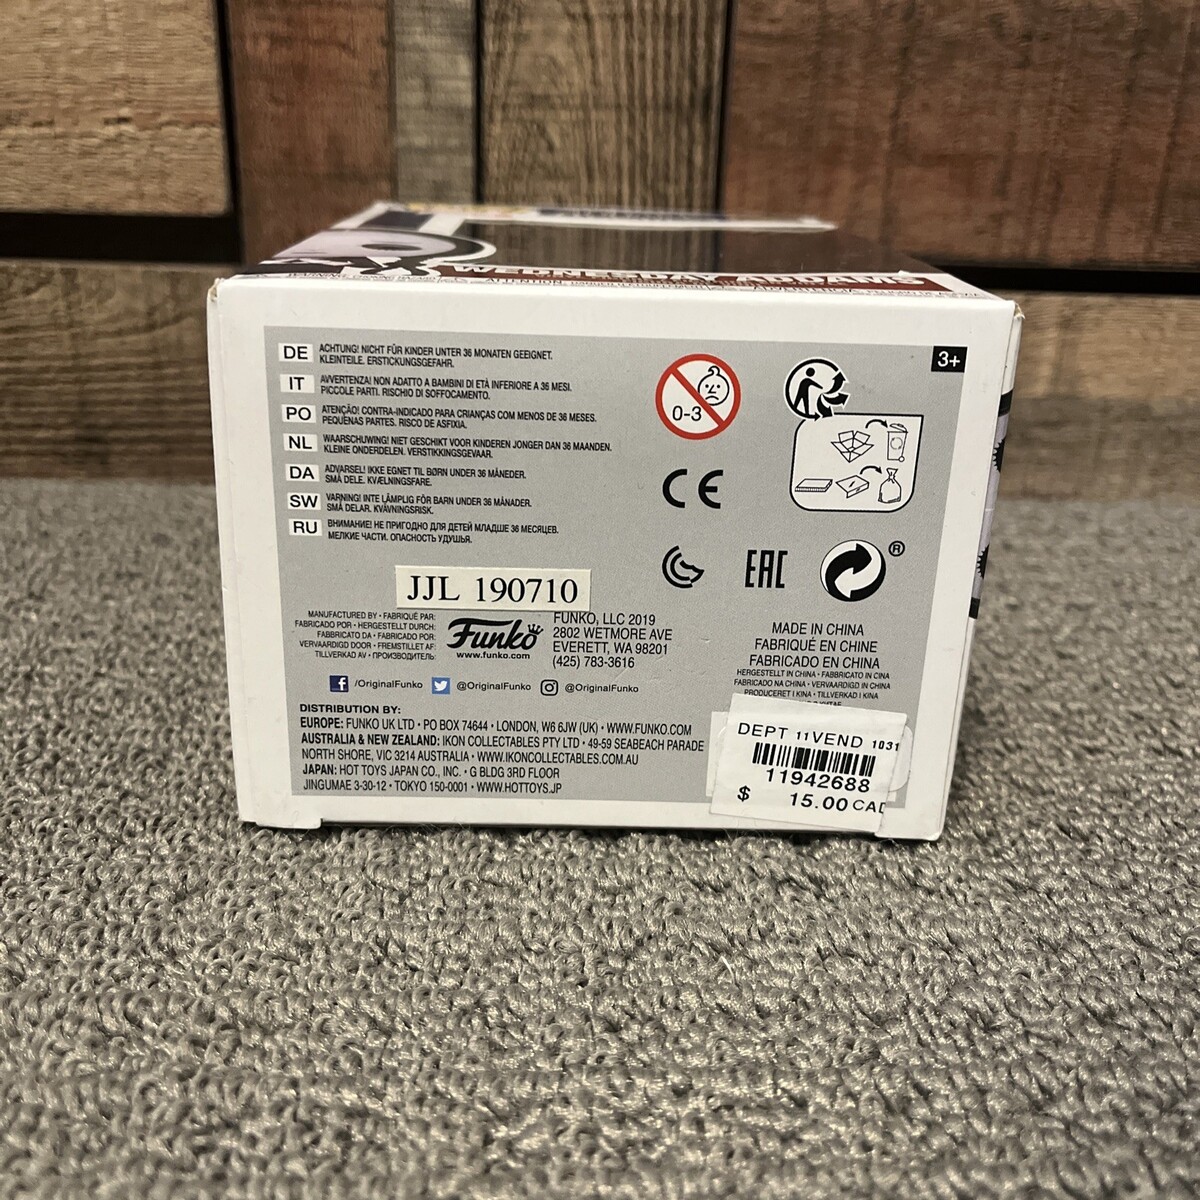 WEDNESDAY ADDAMS
3+
DE ACHTUNG! NICHT FÜR KINDER UNTER 36 MONATEN GEEIGNET.
KLEINTEILE. ERSTICKUNGSGEFAHR.
IT AVVERTENZA! NON ADATTO A BAMBINI DI ETÀ INFERIORE A 36 MESI.
PICCOLE PARTI. RISCHIO DI SOFFOCAMENTO.
PO ATENÇÃO! CONTRA-INDICADO PARA CRIANÇAS COM MENOS DE 36 MESES.
PEQUENAS PARTES. RISCO DE ASFIXIA.
NL WAARSCHUWING! NIET GESCHIKT VOOR KINDEREN JONGER DAN 36 MAANDEN.
KLEINE ONDERDELEN. VERSTIKKINGSGEVAAR.
DA ADVARSEL! IKKE EGNET TIL BØRN UNDER 36 MÅNEDER.
SMÅ DELE. KVÆLNINGSFARE.
SW VARNING! INTE LÄMPLIG FÖR BARN UNDER 36 MÅNADER.
SMÅ DELAR. KVÄVNINGSRISK.
RU ВНИМАНИЕ! НЕ ПРИГОДНО ДЛЯ ДЕТЕЙ МЛАДШЕ 36 МЕСЯЦЕВ.
МЕЛКИЕ ЧАСТИ. ОПАСНОСТЬ УДУШЬЯ.
0-3
CE
EAC
®
JJL 190710
MANUFACTURED BY • FABRIQUÉ PAR:
FABRICADO POR • HERGESTELLT DURCH:
FABBRICATO DA • FABRICADO POR:
VERVAARDIGD DOOR • FREMSTILLET AF:
TILLVERKAD AV • ПРОИЗВОДИТЕЛЬ:
Funko
www.funko.com
FUNKO, LLC 2019
2802 WETMORE AVE
EVERETT, WA 98201
(425) 783-3616
/OriginalFunko @OriginalFunko @OriginalFunko
MADE IN CHINA
FABRIQUÉ EN CHINE
FABRICADO EN CHINA
HERGESTELLT IN CHINA • FABBRICATO IN CINA
FABRICADO NA CHINA • VERVAARDIGD IN CHINA
PRODUCERET I KINA • TILLVERKAD I KINA
DISTRIBUTION BY:
EUROPE: FUNKO UK LTD • PO BOX 74644 • LONDON, W6 6JW (UK) • WWW.FUNKO.COM
AUSTRALIA & NEW ZEALAND: IKON COLLECTABLES PTY LTD • 49-59 SEABEACH PARADE
NORTH SHORE, VIC 3214 AUSTRALIA • WWW.IKONCOLLECTABLES.COM.AU
JAPAN: HOT TOYS JAPAN CO., INC. • G BLDG 3RD FLOOR
JINGUMAE 3-30-12 • TOKYO 150-0001 • WWW.HOTTOYS.JP
DEPT 11VEND 1031
11942688
$ 15.00 CAD